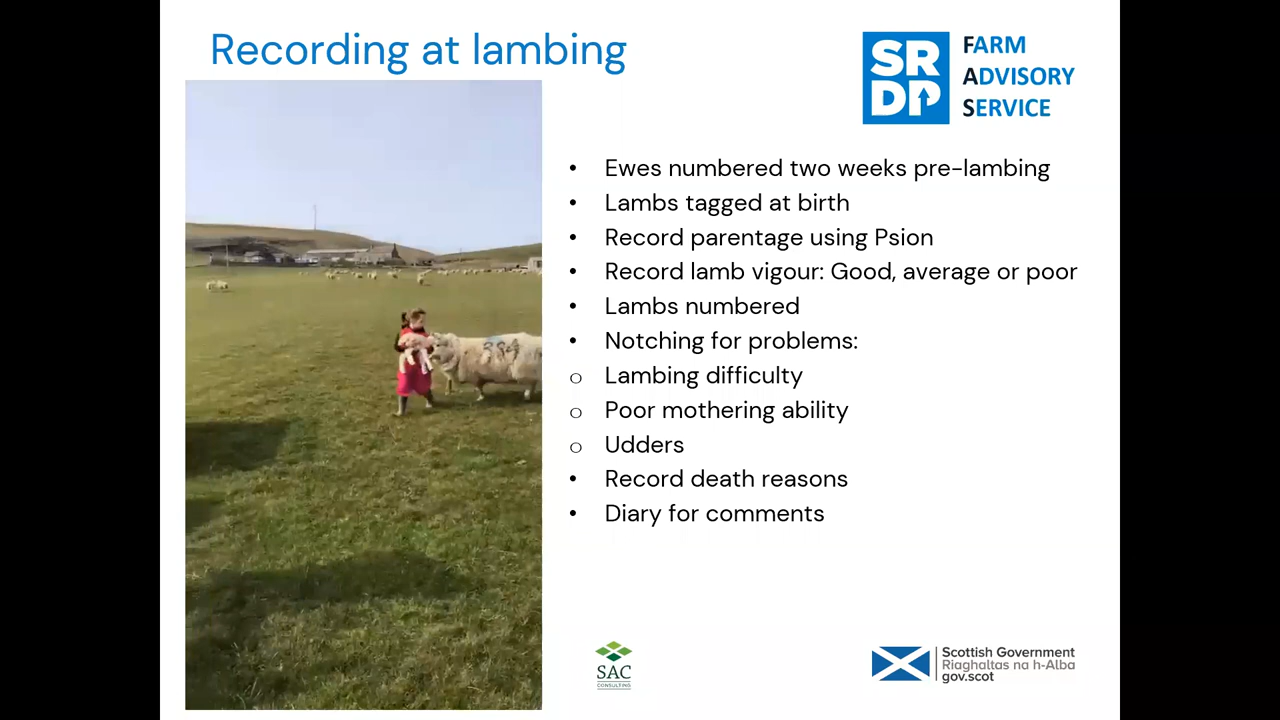 Recording at lambing
SRDP
FARM
ADVISORY
SERVICE
• Ewes numbered two weeks pre-lambing
• Lambs tagged at birth
• Record parentage using Psion
• Record lamb vigour: Good, average or poor
• Lambs numbered
• Notching for problems:
o Lambing difficulty
o Poor mothering ability
o Udders
• Record death reasons
• Diary for comments
SAC
CONSULTING
Scottish Government
Riaghaltas na h-Alba
gov.scot